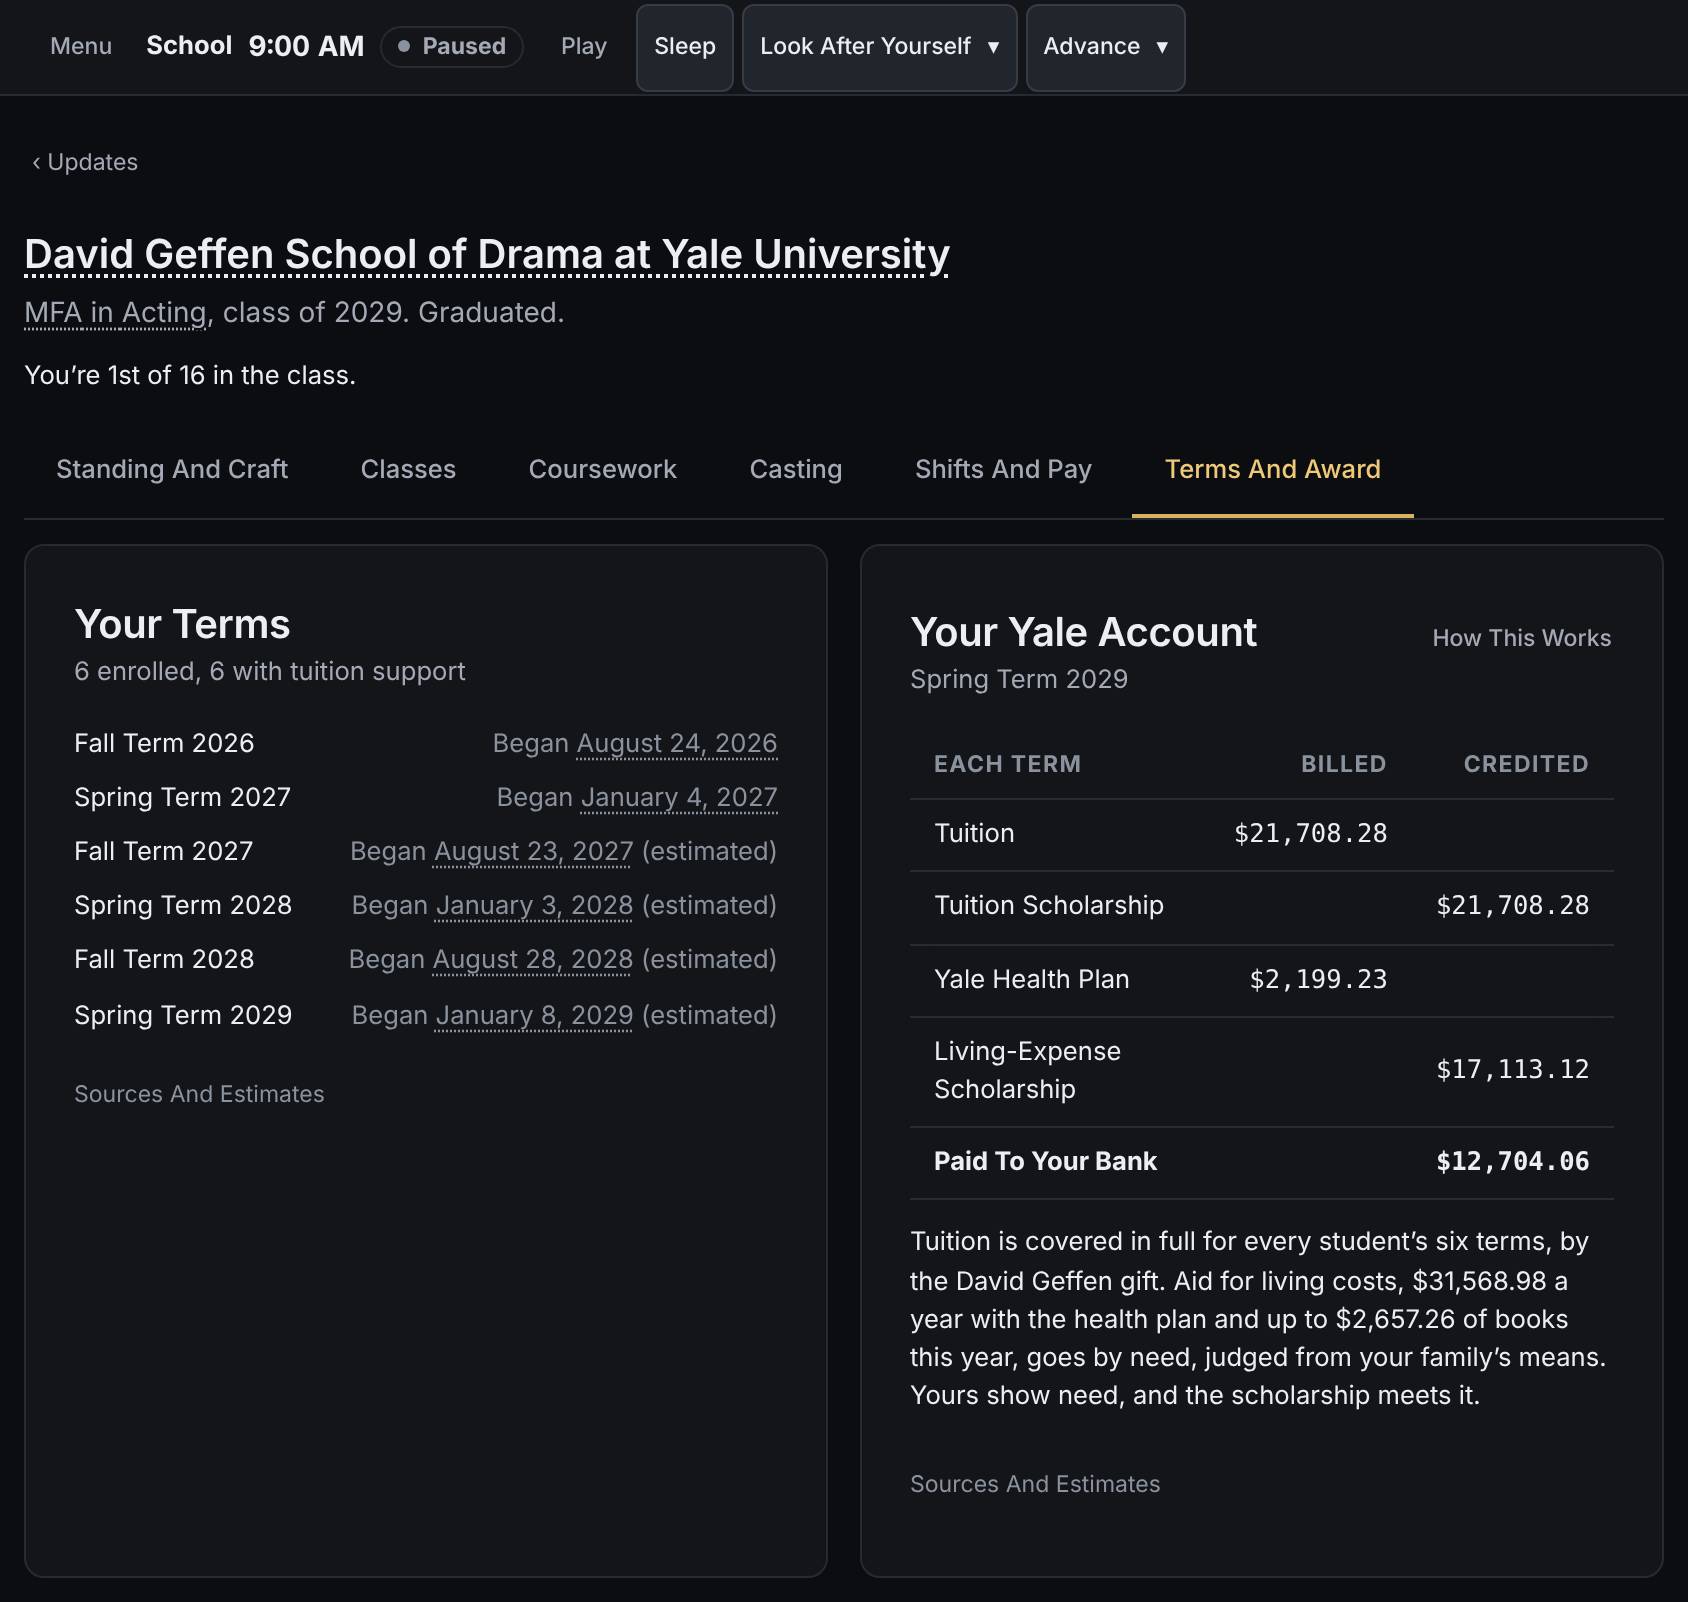 Menu School 9:00 AM Paused Play Sleep Look After Yourself ▾ Advance ▾
‹ Updates
David Geffen School of Drama at Yale University
MFA in Acting, class of 2029. Graduated.
You’re 1st of 16 in the class.
Standing And Craft Classes Coursework Casting Shifts And Pay Terms And Award
Your Terms
6 enrolled, 6 with tuition support
Fall Term 2026 Began August 24, 2026
Spring Term 2027 Began January 4, 2027
Fall Term 2027 Began August 23, 2027 (estimated)
Spring Term 2028 Began January 3, 2028 (estimated)
Fall Term 2028 Began August 28, 2028 (estimated)
Spring Term 2029 Began January 8, 2029 (estimated)
Sources And Estimates
Your Yale Account How This Works
Spring Term 2029
EACH TERM BILLED CREDITED
Tuition $21,708.28
Tuition Scholarship $21,708.28
Yale Health Plan $2,199.23
Living-Expense
Scholarship $17,113.12
Paid To Your Bank $12,704.06
Tuition is covered in full for every student’s six terms, by
the David Geffen gift. Aid for living costs, $31,568.98 a
year with the health plan and up to $2,657.26 of books
this year, goes by need, judged from your family’s means.
Yours show need, and the scholarship meets it.
Sources And Estimates